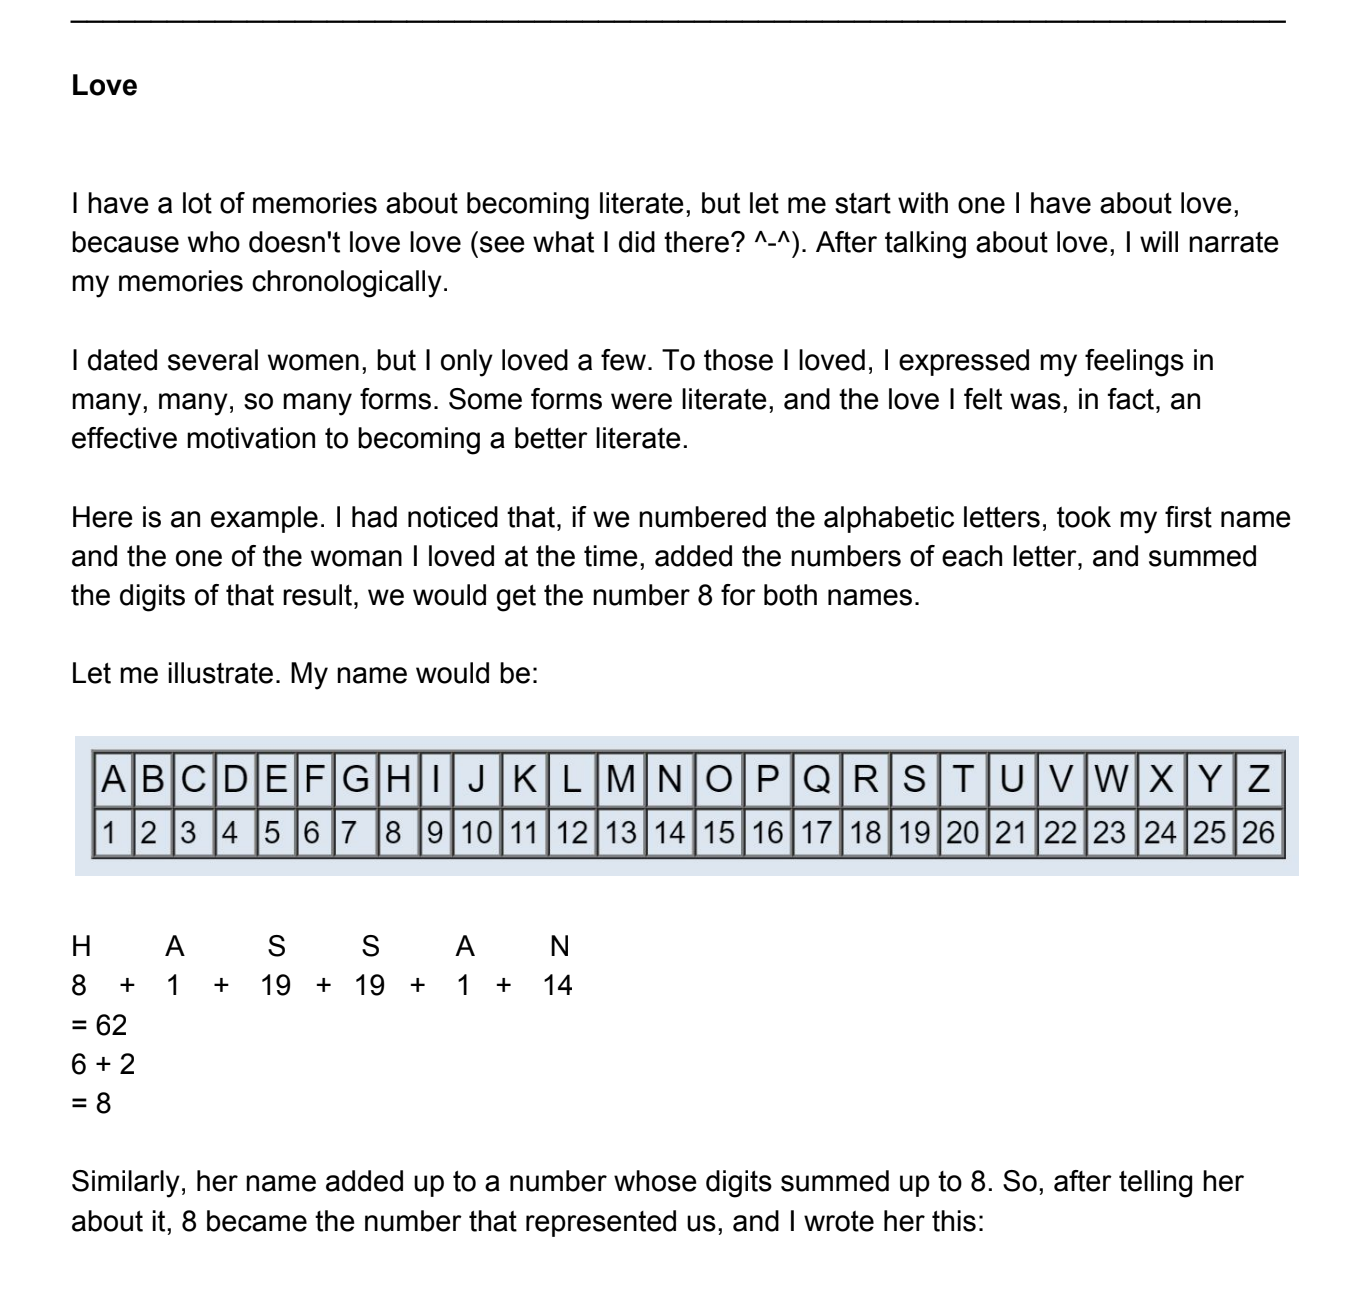 Love
I have a lot of memories about becoming literate, but let me start with one I have about love,
because who doesn't love love (see what I did there? ^-^). After talking about love, I will narrate
my memories chronologically.
I dated several women, but I only loved a few. To those I loved, I expressed my feelings in
many, many, so many forms. Some forms were literate, and the love I felt was, in fact, an
effective motivation to becoming a better literate.
Here is an example. I had noticed that, if we numbered the alphabetic letters, took my first name
and the one of the woman I loved at the time, added the numbers of each letter, and summed
the digits of that result, we would get the number 8 for both names.
Let me illustrate. My name would be:
A B C D E F G H I J K L M N O P Q R S T U V W X Y Z
1 2 3 4 5 6 7 8 9 10 11 12 13 14 15 16 17 18 19 20 21 22 23 24 25 26
H A S S A N
8 + 1 + 19 + 19 + 1 + 14
= 62
6 + 2
= 8
Similarly, her name added up to a number whose digits summed up to 8. So, after telling her
about it, 8 became the number that represented us, and I wrote her this: